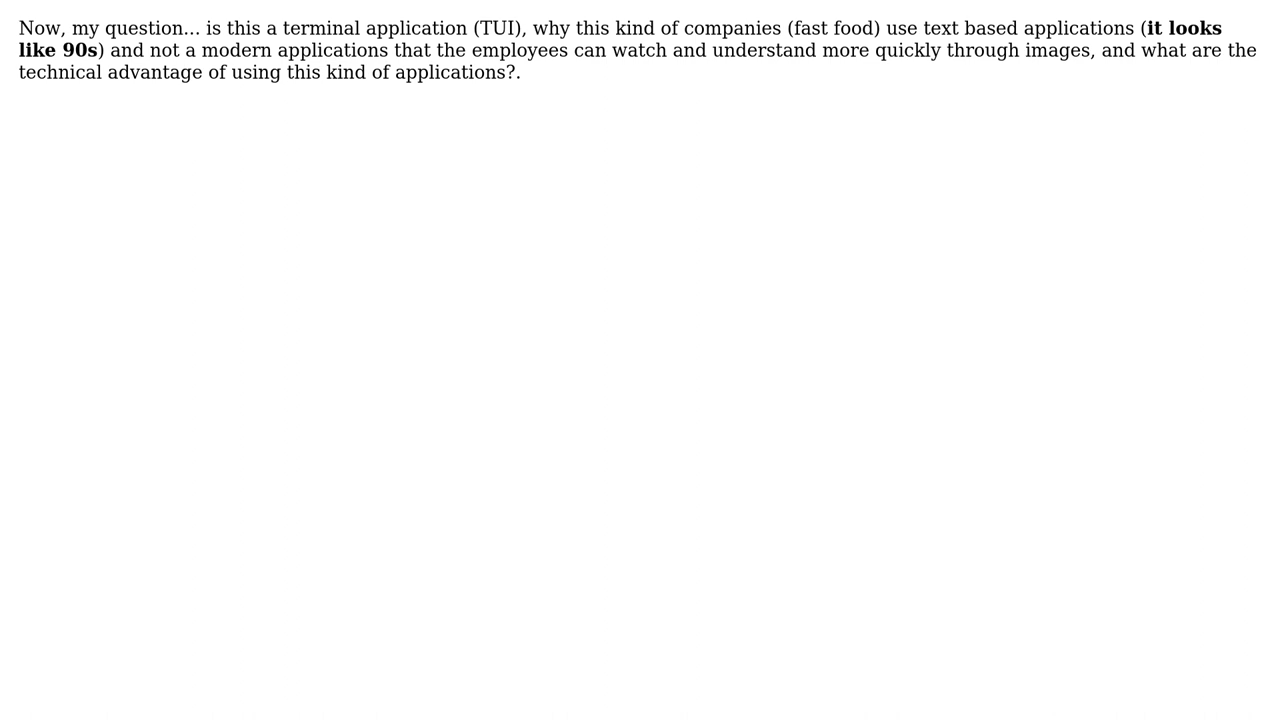 Now, my question... is this a terminal application (TUI), why this kind of companies (fast food) use text based applications (it looks
like 90s) and not a modern applications that the employees can watch and understand more quickly through images, and what are the
technical advantage of using this kind of applications?.